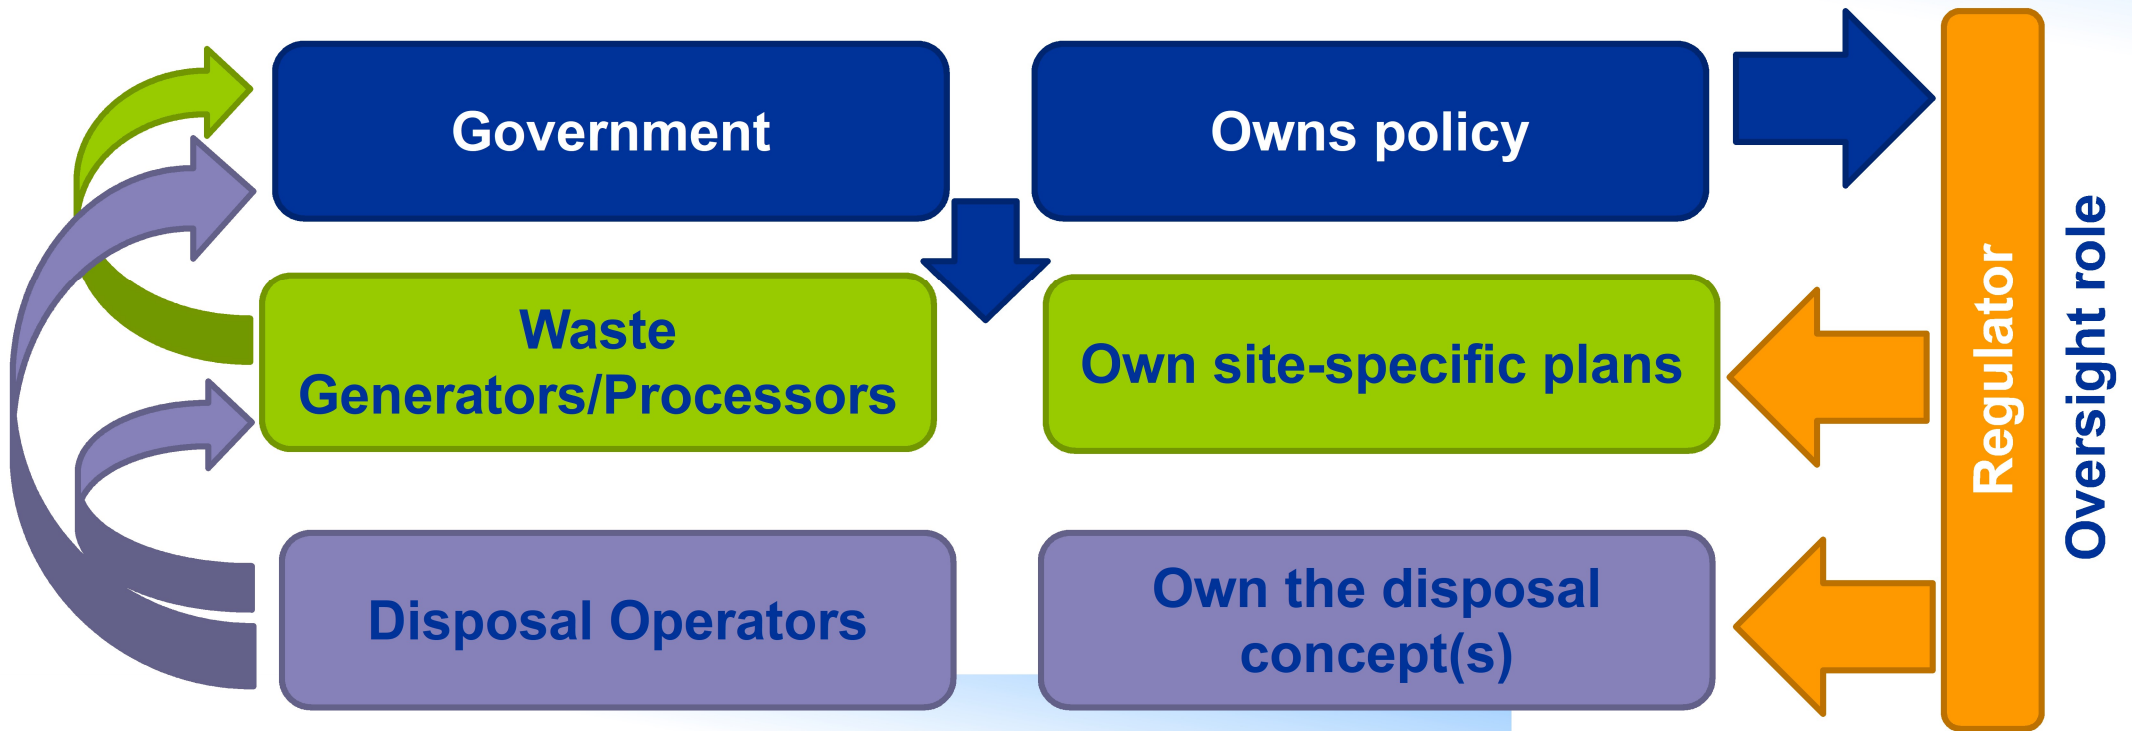 Government
Owns policy
Waste
Generators/Processors
Own site-specific plans
Disposal Operators
Own the disposal
concept(s)
Regulator
Oversight role